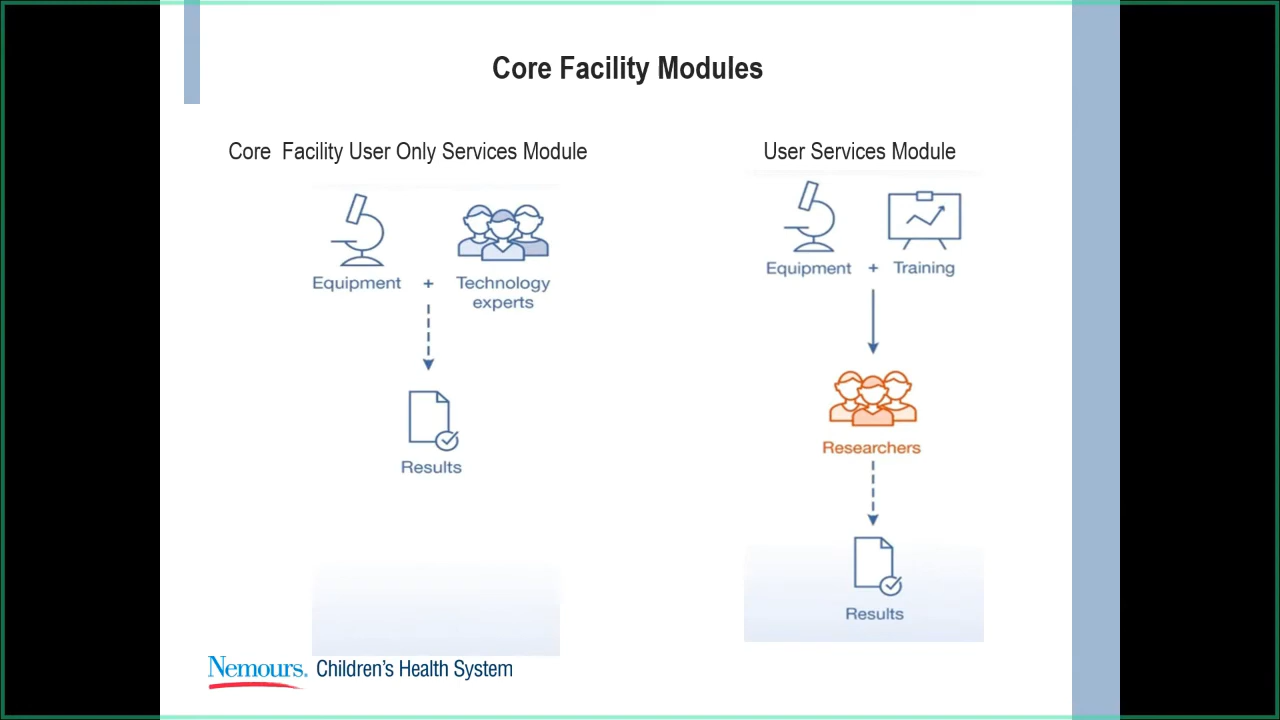 Core Facility Modules
Core Facility User Only Services Module
Equipment + Technology experts
Results
User Services Module
Equipment + Training
Researchers
Results
Nemours. Children's Health System